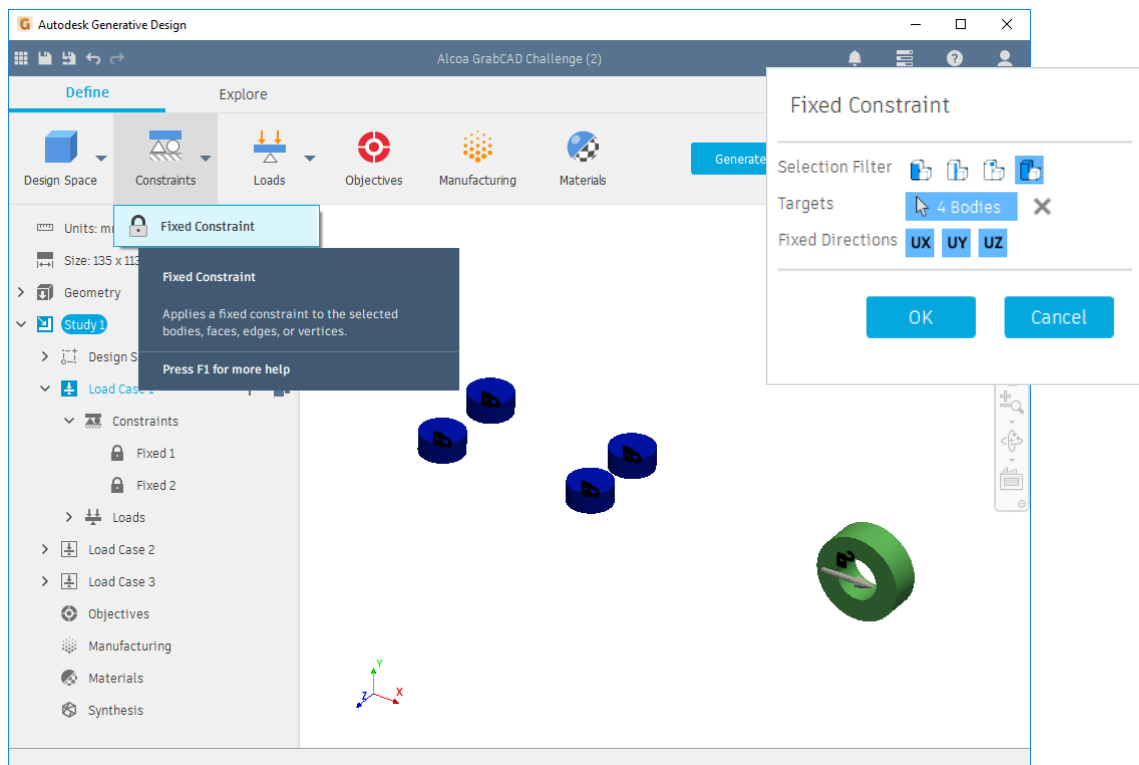 Autodesk Generative Design
Alcoa GrabCAD Challenge (2)
Define
Explore
Design Space
Constraints
Loads
Objectives
Manufacturing
Materials
Generate
Fixed Constraint
Fixed Constraint
Applies a fixed constraint to the selected
bodies, faces, edges, or vertices.
Press F1 for more help
Units:
Size: 135 x 113
Geometry
Study 1
Design S
Load Case 1
Constraints
Fixed 1
Fixed 2
Loads
Load Case 2
Load Case 3
Objectives
Manufacturing
Materials
Synthesis
Y
X
Z
Fixed Constraint
Selection Filter
Targets
4 Bodies
Fixed Directions
UX UY UZ
OK
Cancel